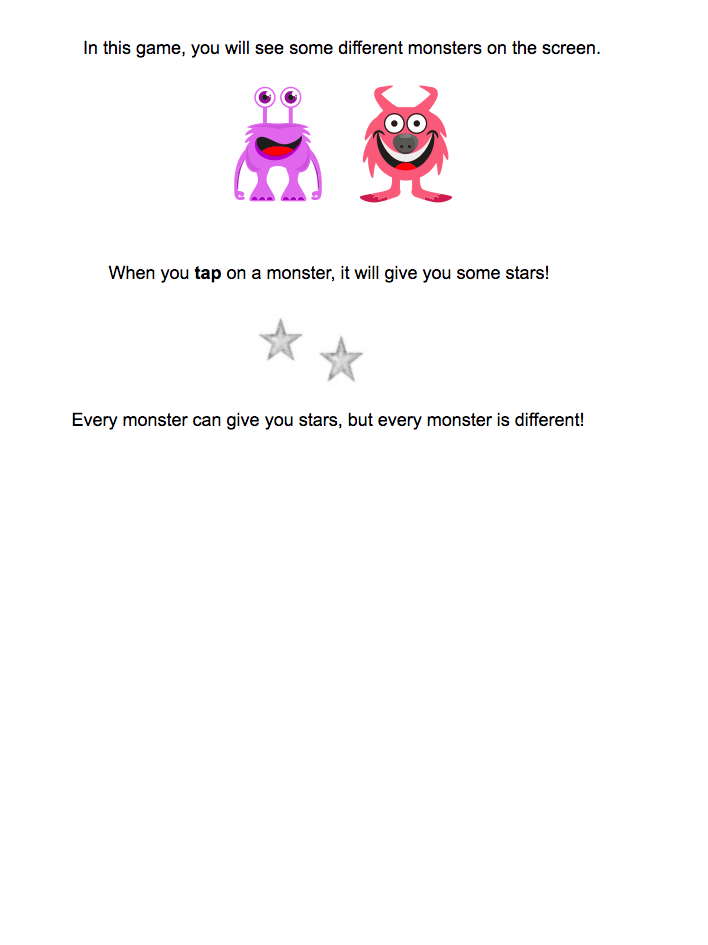 In this game, you will see some different monsters on the screen.
When you tap on a monster, it will give you some stars!
Every monster can give you stars, but every monster is different!